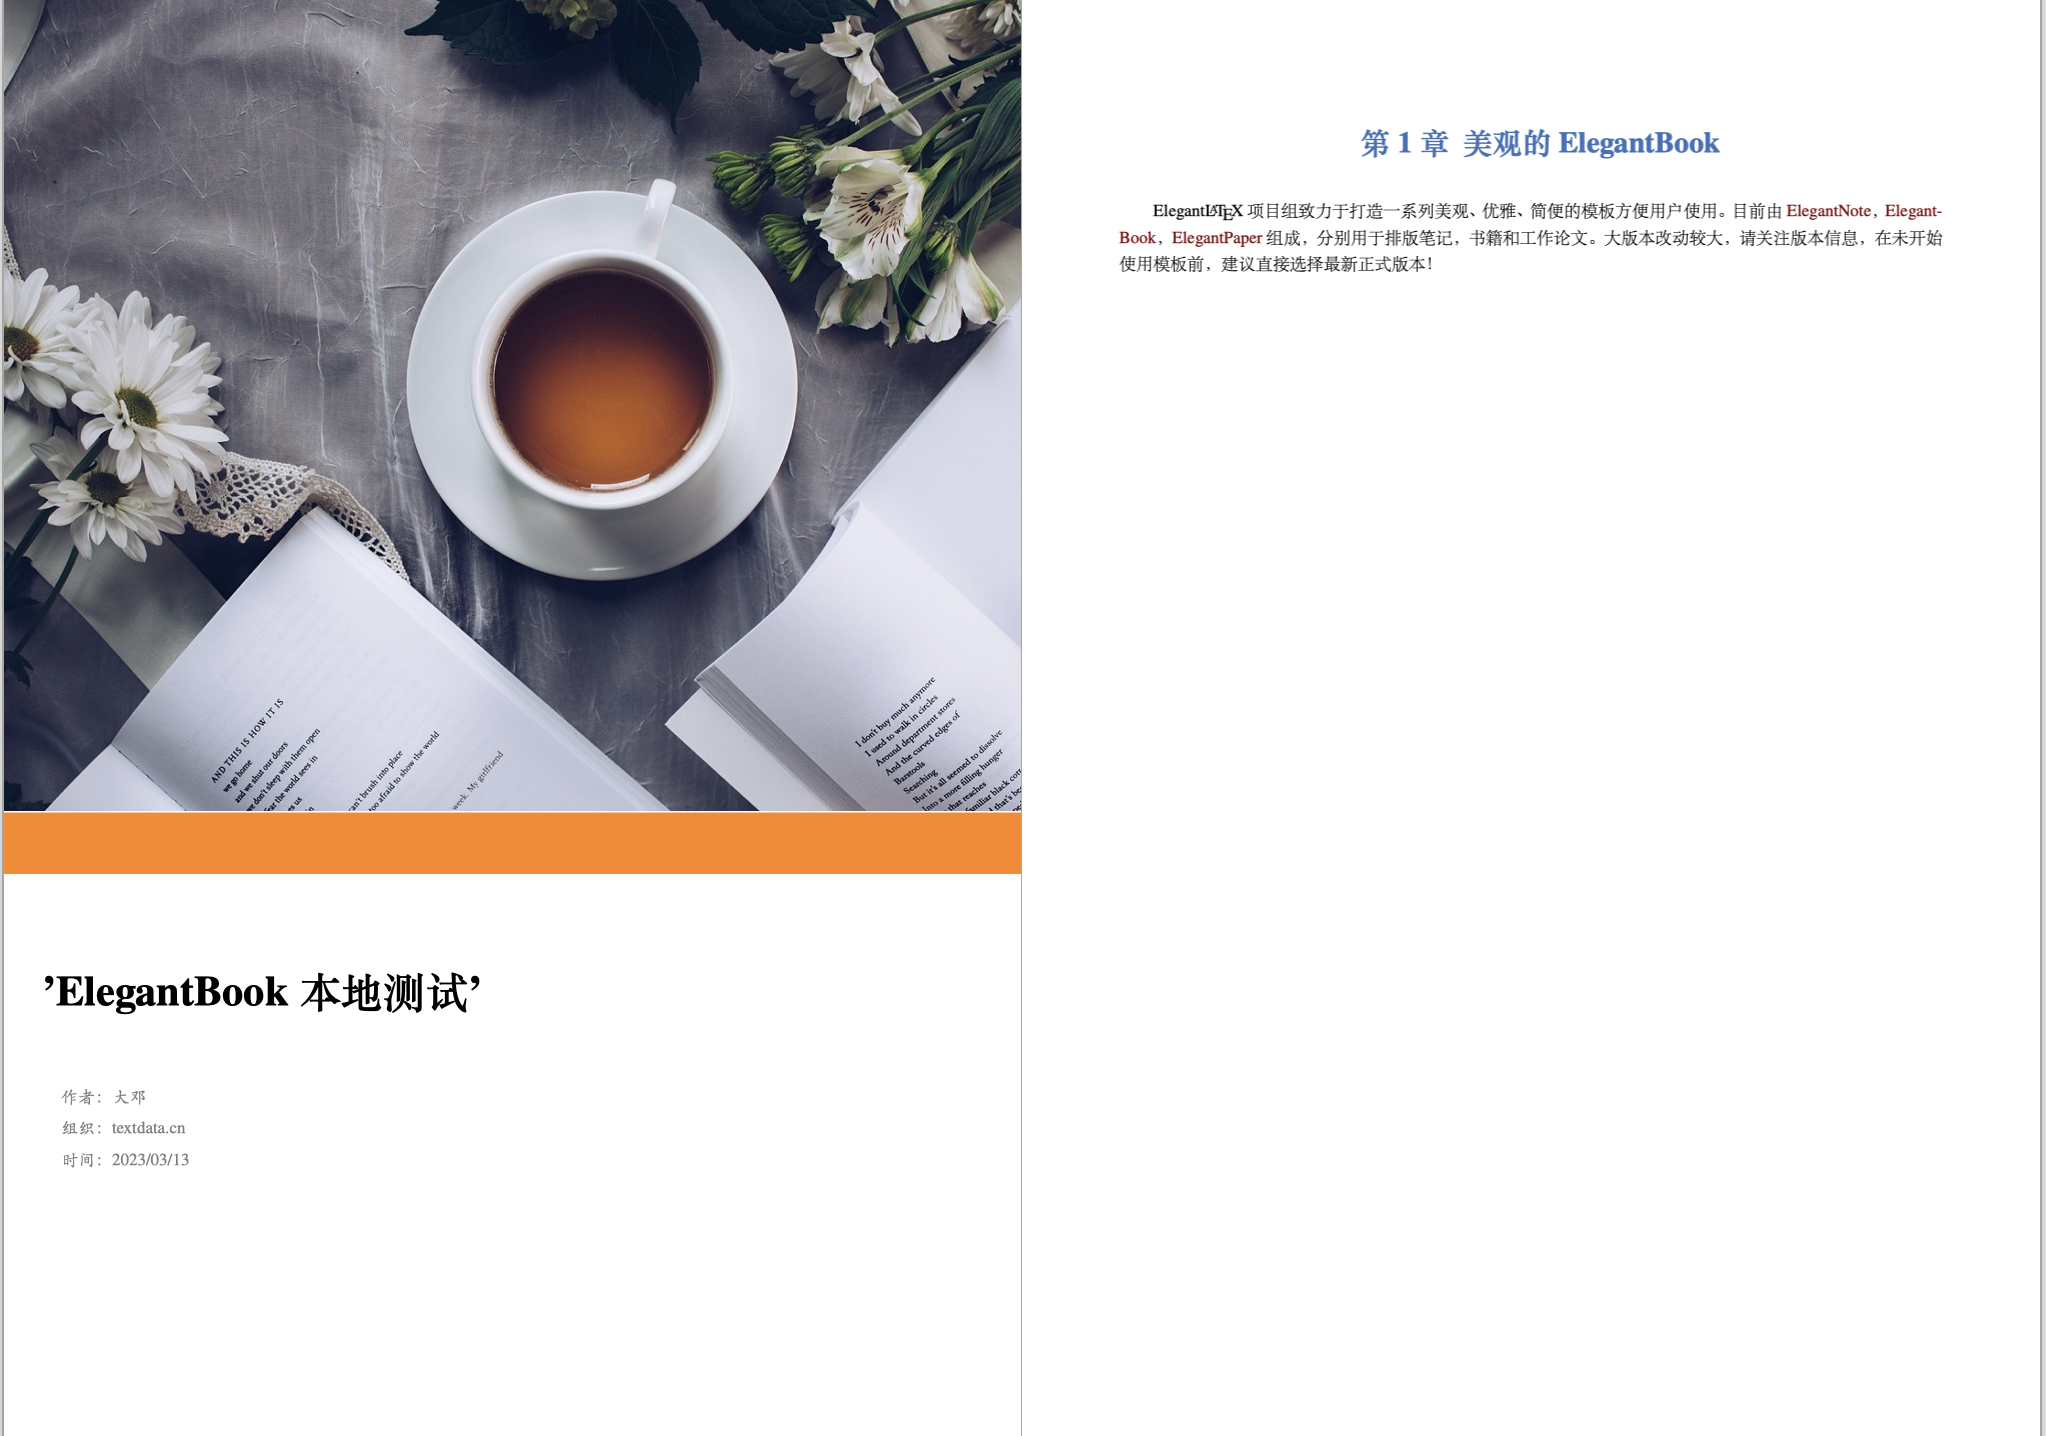 AND THIS IS HOW IT IS
we go home
and we shut our doors
we don't sleep with them open
fear the world sees in
es us
in
can't brush into place
too afraid to show the world
week. My girlfriend
I don't buy much anymore
I used to walk in circles
Around department stores
And the curved edges of
Barstools
Searching
But it's all seemed to dissolve
Into a more filling hunger
that reaches
familiar black
d that's
’ElegantBook 本地测试’
作者：大邓
组织：textdata.cn
时间：2023/03/13
第 1 章 美观的 ElegantBook
ElegantLATEX 项目组致力于打造一系列美观、优雅、简便的模板方便用户使用。目前由 ElegantNote，Elegant-
Book，ElegantPaper 组成，分别用于排版笔记，书籍和工作论文。大版本改动较大，请关注版本信息，在未开始
使用模板前，建议直接选择最新正式版本！